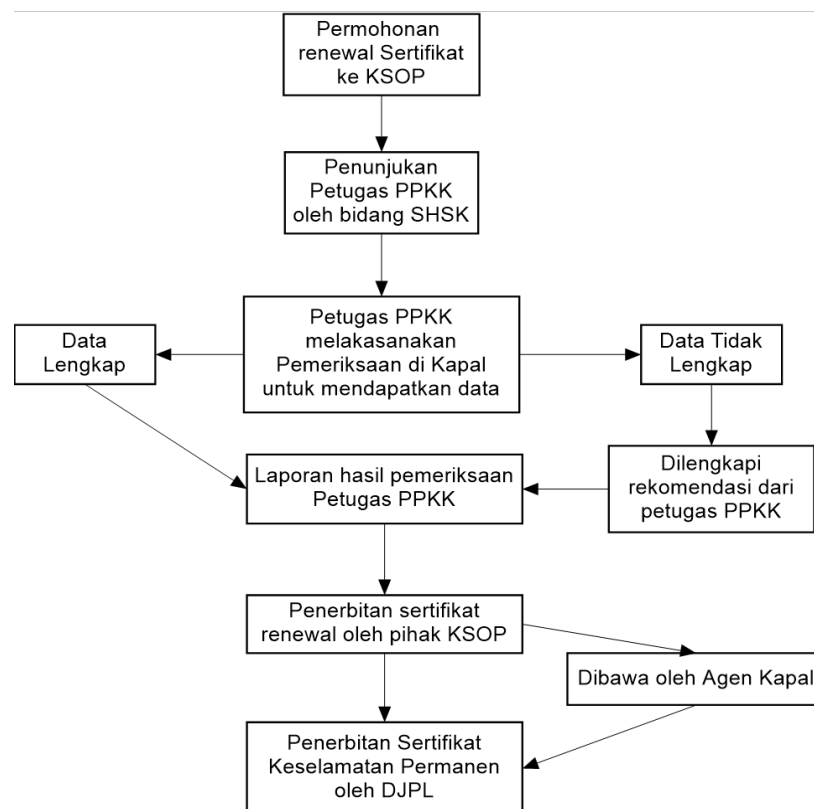 Permohonan
renewal Sertifikat
ke KSOP
Penunjukan
Petugas PPKK
oleh bidang SHSK
Petugas PPKK
melakasanakan
Pemeriksaan di Kapal
untuk mendapatkan data
Data
Lengkap
Data Tidak
Lengkap
Laporan hasil pemeriksaan
Petugas PPKK
Dilengkapi
rekomendasi dari
petugas PPKK
Penerbitan sertifikat
renewal oleh pihak KSOP
Dibawa oleh Agen Kapal
Penerbitan Sertifikat
Keselamatan Permanen
oleh DJPL